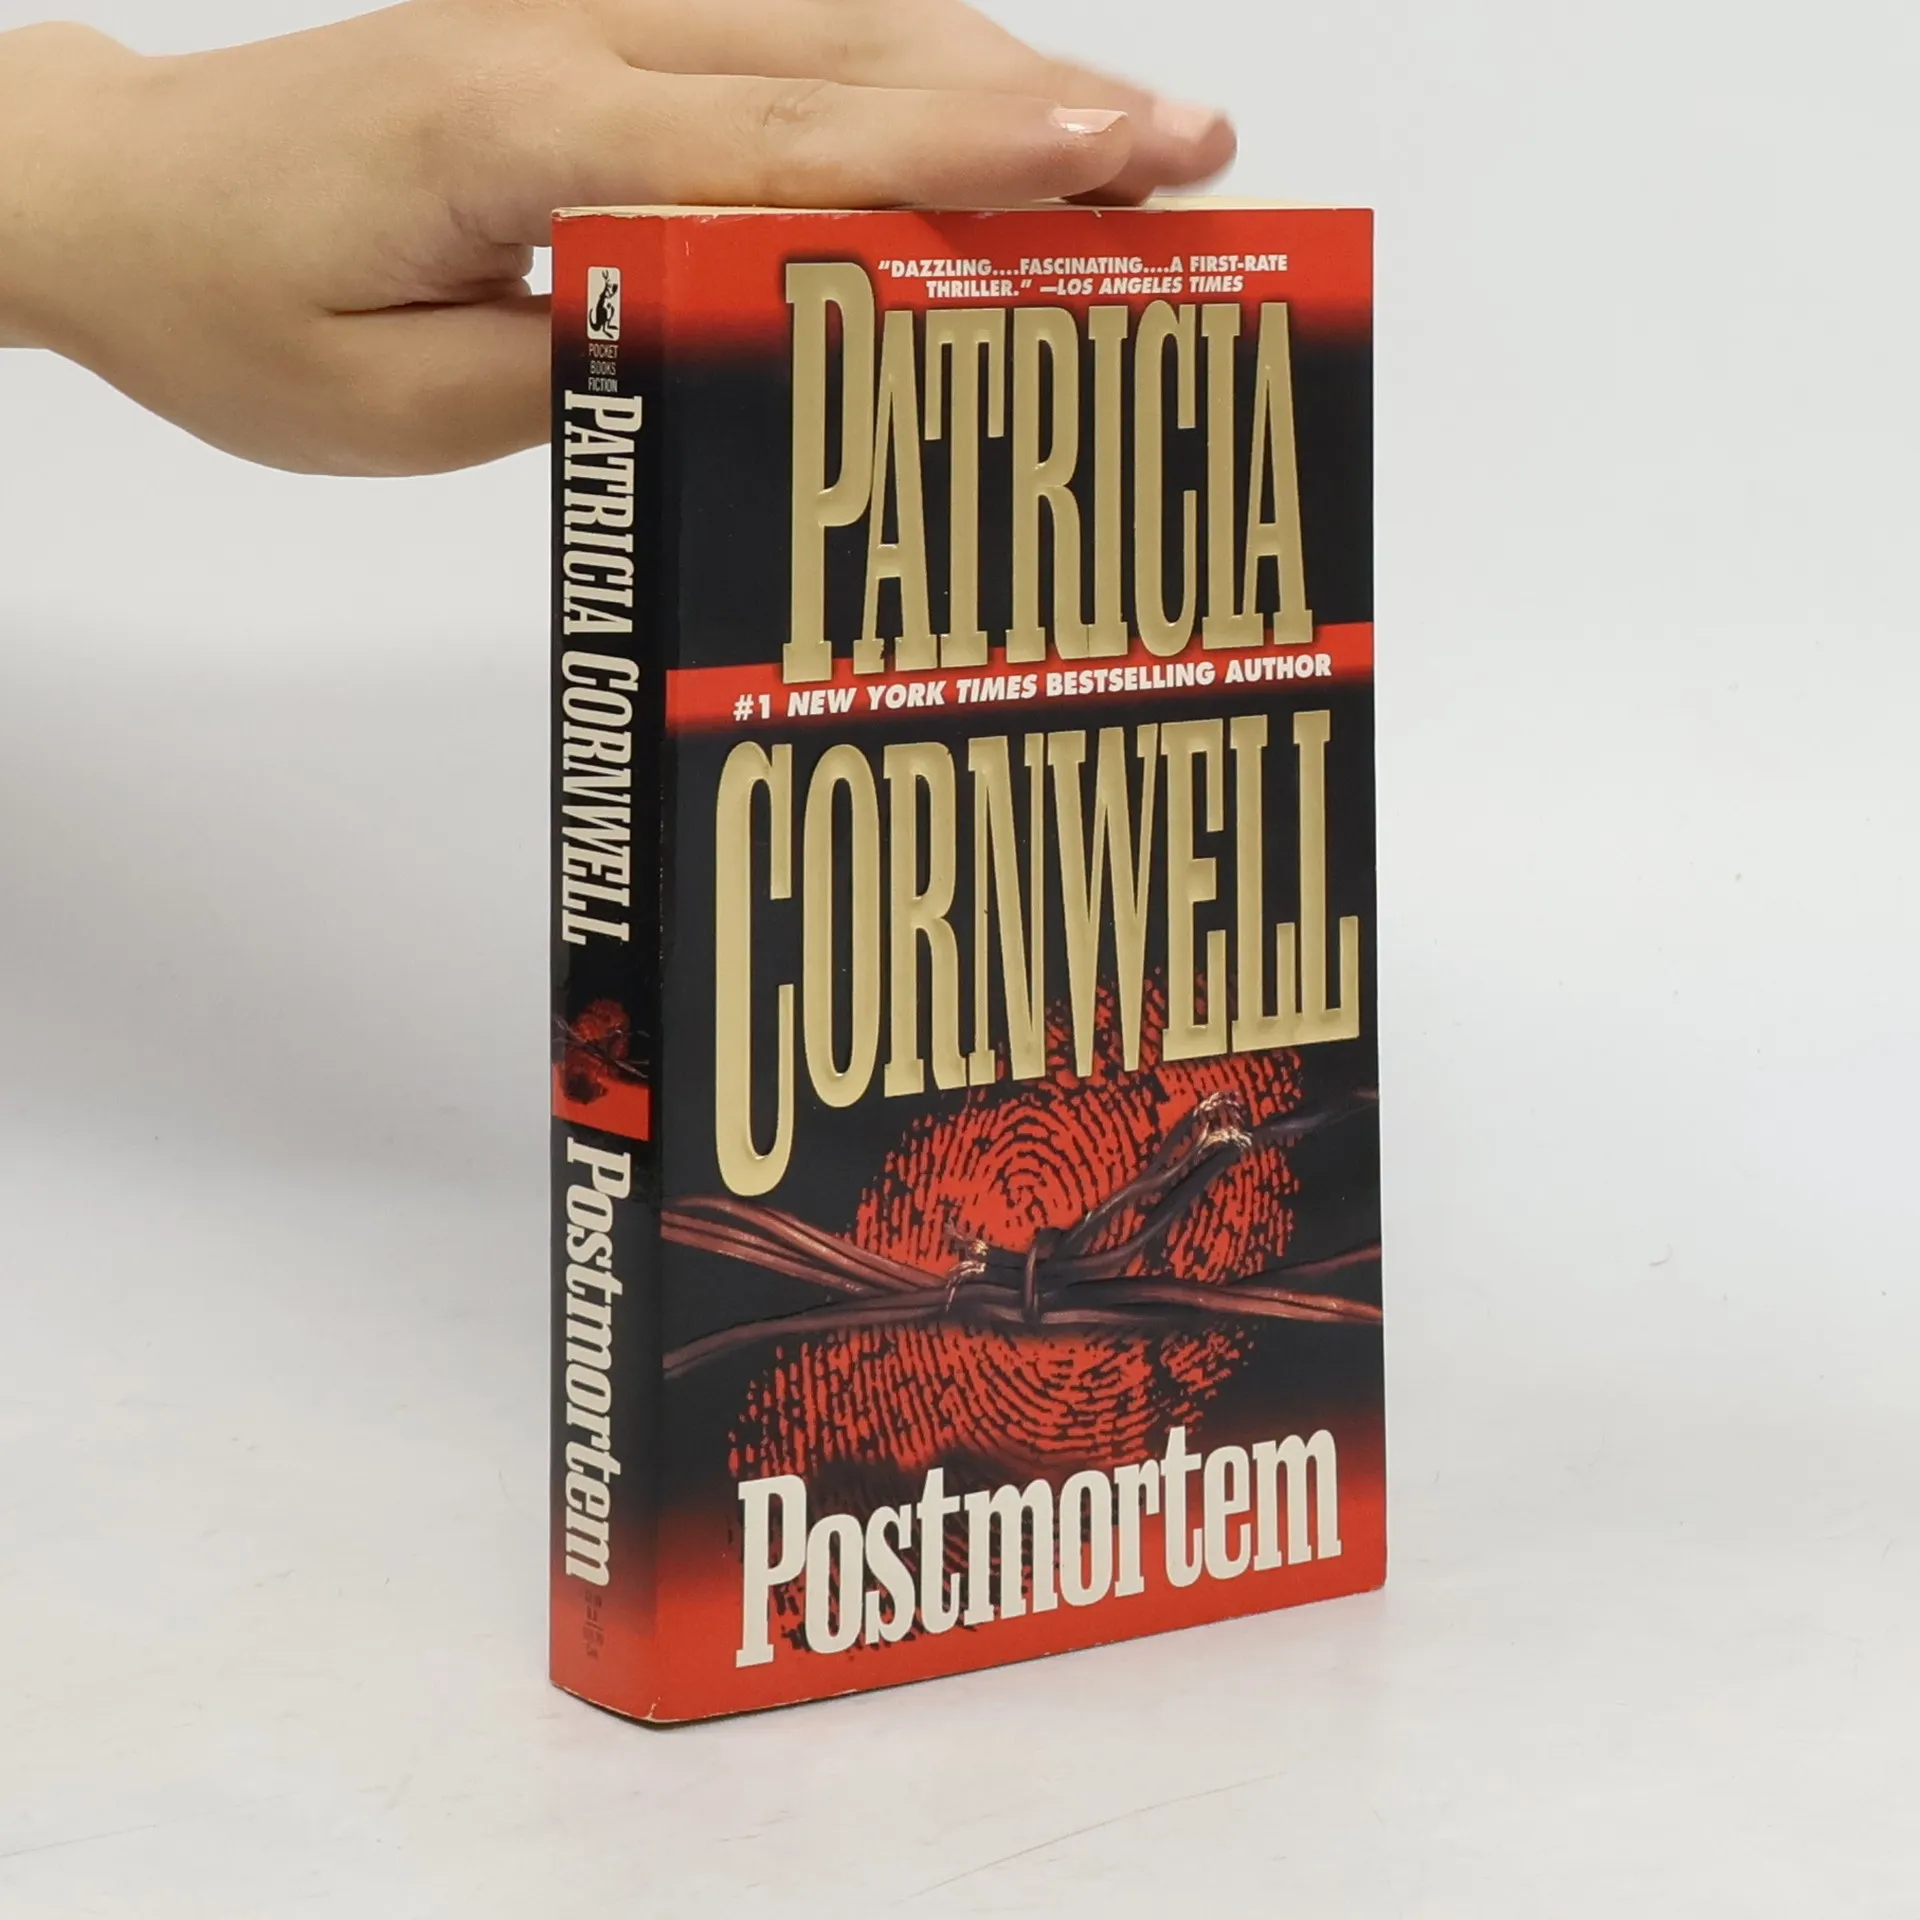 POCKET
BOOKS
FICTION
PATRICIA CORNWELL
Postmortem
"DAZZLING....FASCINATING....A FIRST-RATE
THRILLER." —LOS ANGELES TIMES
PATRICIA
#1 NEW YORK TIMES BESTSELLING AUTHOR
CORNWELL
Postmortem